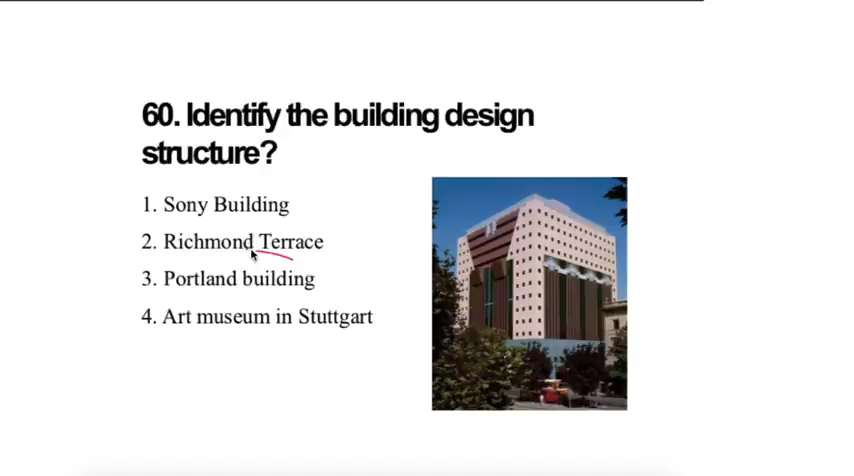 60. Identify the building design
structure?
1. Sony Building
2. Richmond Terrace
3. Portland building
4. Art museum in Stuttgart